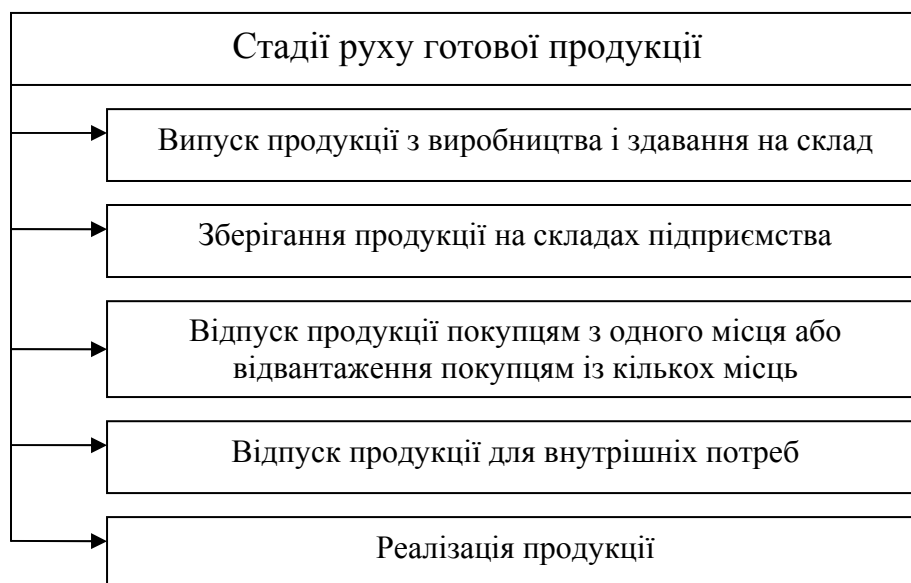 Стадії руху готової продукції
Випуск продукції з виробництва і здавання на склад
Зберігання продукції на складах підприємства
Відпуск продукції покупцям з одного місця або
відвантаження покупцям із кількох місць
Відпуск продукції для внутрішніх потреб
Реалізація продукції